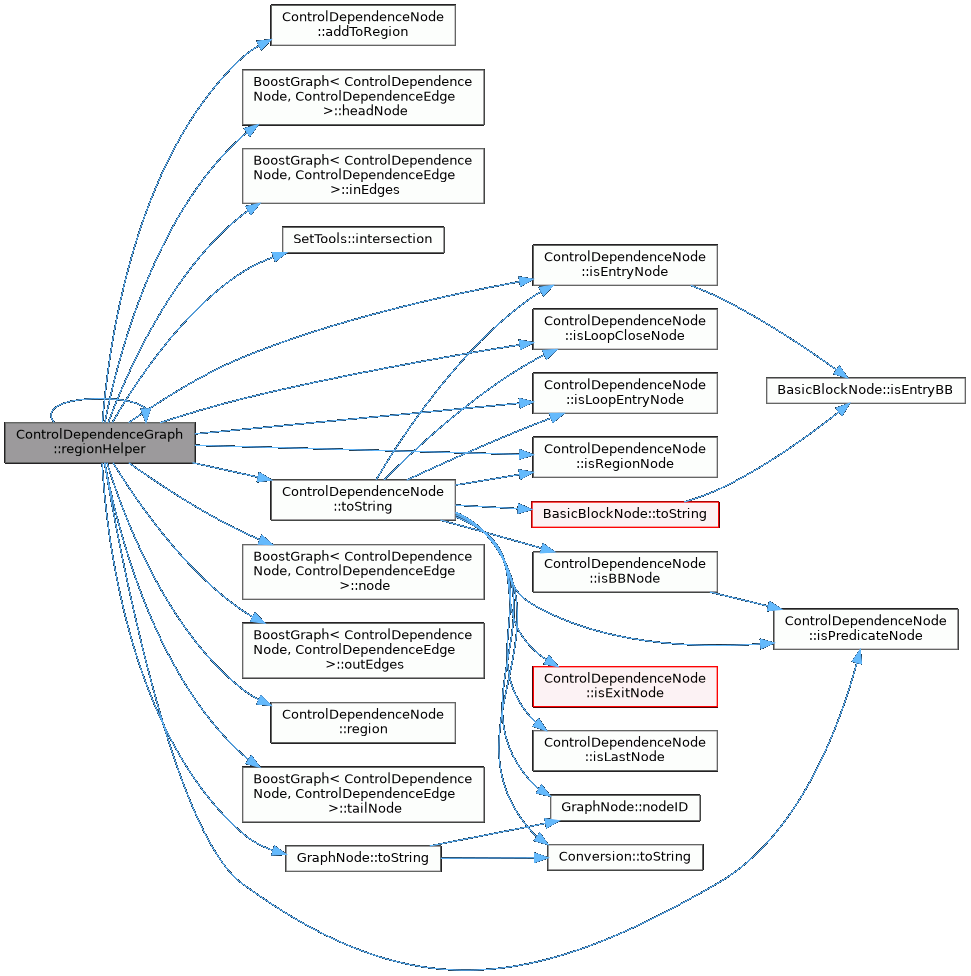 ControlDependenceNode
::addToRegion
BoostGraph< ControlDependence
Node, ControlDependenceEdge
>::headNode
BoostGraph< ControlDependence
Node, ControlDependenceEdge
>::inEdges
SetTools::intersection
ControlDependenceNode
::isEntryNode
ControlDependenceNode
::isLoopCloseNode
ControlDependenceNode
::isLoopEntryNode
BasicBlockNode::isEntryBB
ControlDependenceGraph
::regionHelper
ControlDependenceNode
::isRegionNode
ControlDependenceNode
::toString
BasicBlockNode::toString
BoostGraph< ControlDependence
Node, ControlDependenceEdge
>::node
ControlDependenceNode
::isBBNode
ControlDependenceNode
::isPredicateNode
BoostGraph< ControlDependence
Node, ControlDependenceEdge
>::outEdges
ControlDependenceNode
::isExitNode
ControlDependenceNode
::region
ControlDependenceNode
::isLastNode
BoostGraph< ControlDependence
Node, ControlDependenceEdge
>::tailNode
GraphNode::nodeID
GraphNode::toString
Conversion::toString